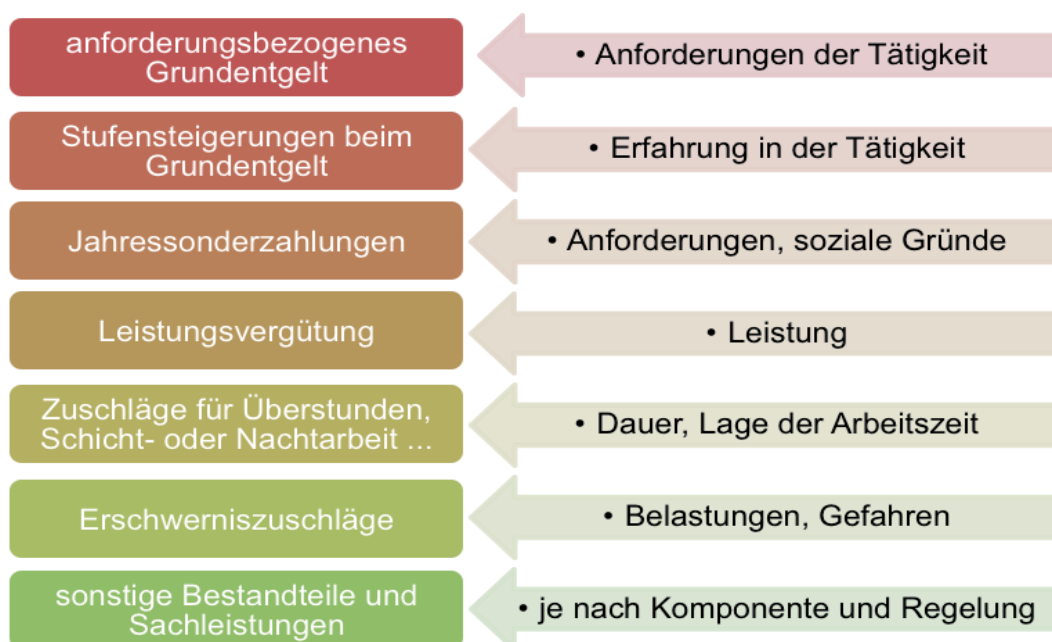 anforderungsbezogenes
Grundentgelt
• Anforderungen der Tätigkeit
Stufensteigerungen beim
Grundentgelt
• Erfahrung in der Tätigkeit
Jahressonderzahlungen
• Anforderungen, soziale Gründe
Leistungsvergütung
• Leistung
Zuschläge für Überstunden,
Schicht- oder Nachtarbeit ...
• Dauer, Lage der Arbeitszeit
Erschwerniszuschläge
• Belastungen, Gefahren
sonstige Bestandteile und
Sachleistungen
• je nach Komponente und Regelung